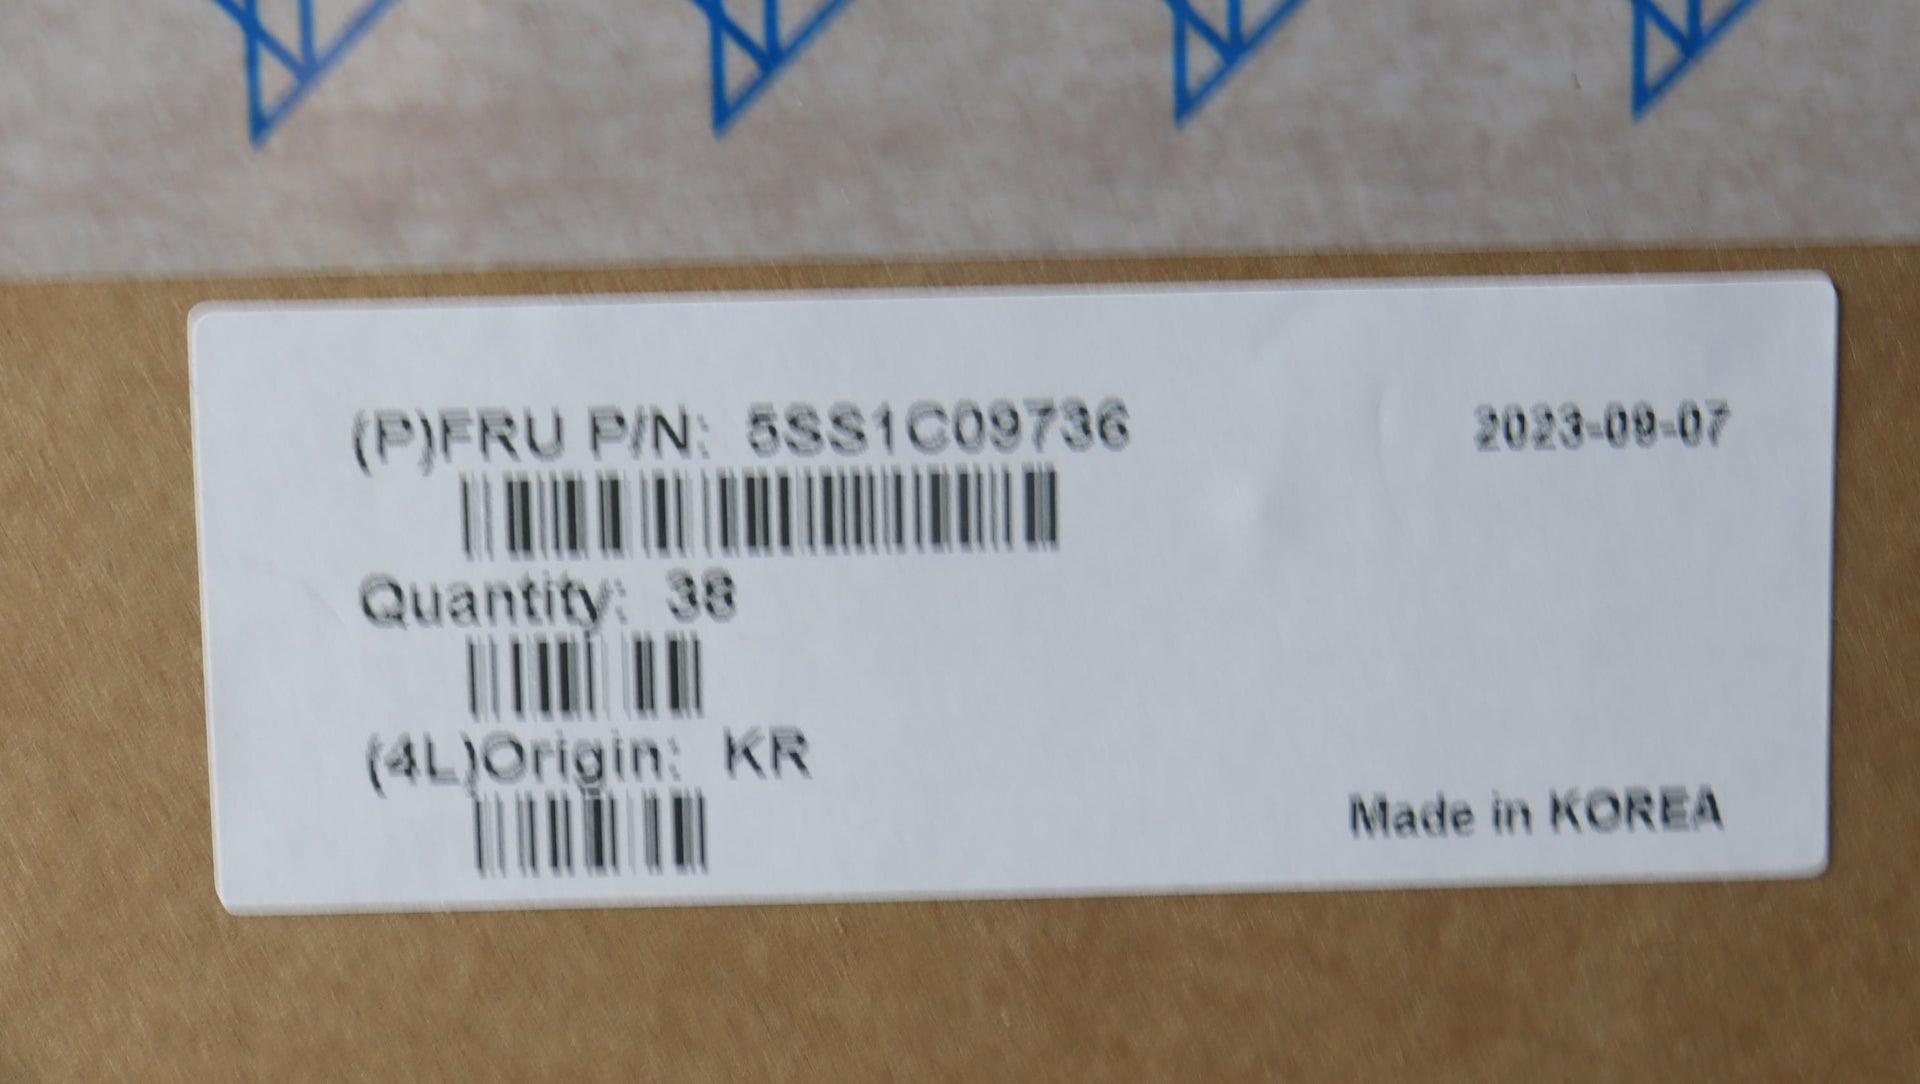 (P)FRU P/N: 5SS1C09736
2023-09-07
Quantity: 38
(4L)Origin: KR
Made in KOREA